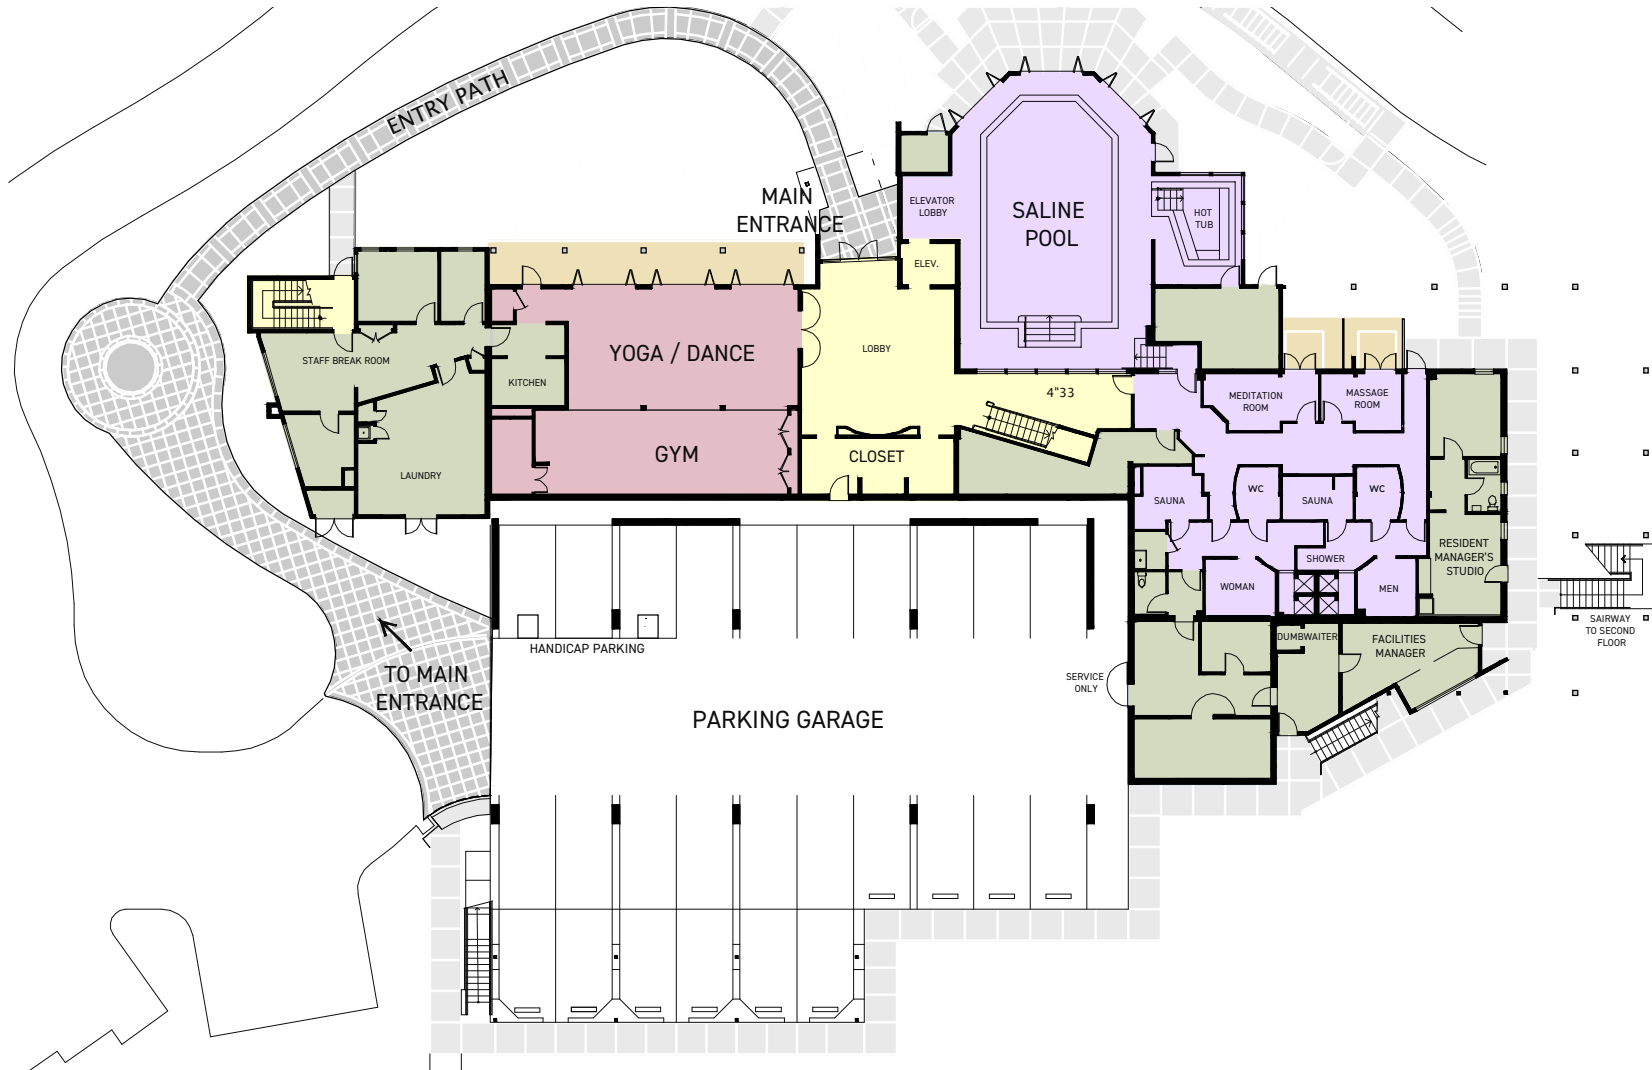 ENTRY PATH
MAIN
ENTRANCE
ELEVATOR
LOBBY
SALINE
POOL
HOT
TUB
ELEV.
STAFF BREAK ROOM
YOGA / DANCE
LOBBY
KITCHEN
4"33
MEDITATION
ROOM
MASSAGE
ROOM
GYM
CLOSET
LAUNDRY
SAUNA
WC
SAUNA
WC
RESIDENT
MANAGER'S
STUDIO
SHOWER
WOMAN
MEN
SAIRWAY
TO SECOND
FLOOR
HANDICAP PARKING
DUMBWAITER
FACILITIES
MANAGER
TO MAIN
ENTRANCE
SERVICE
ONLY
PARKING GARAGE